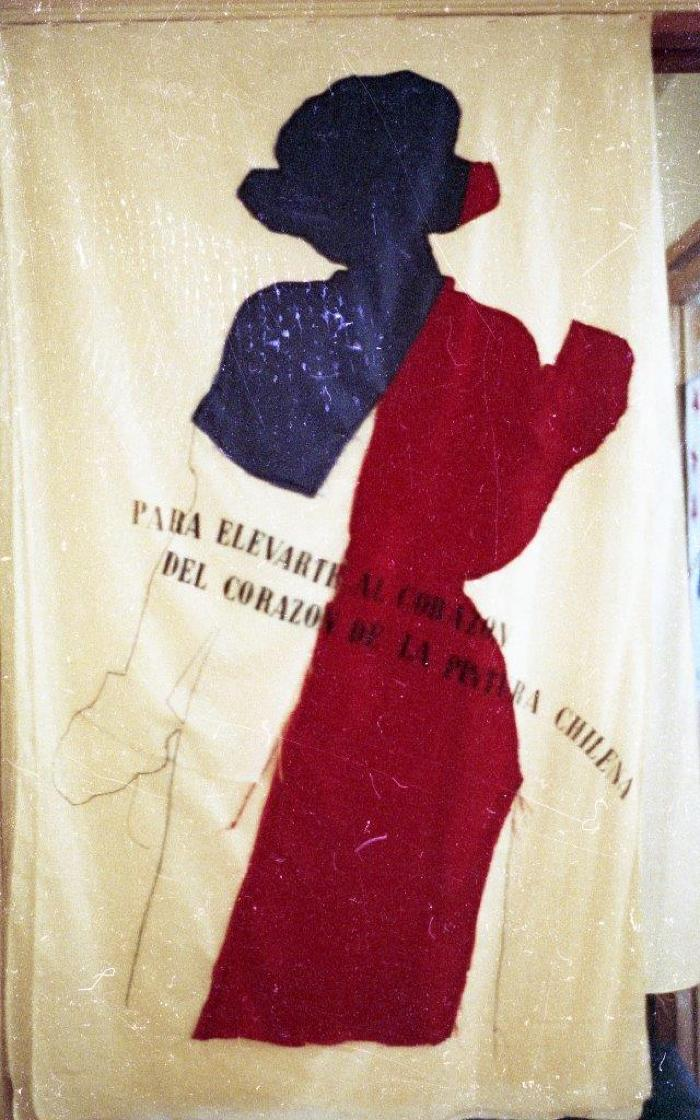 PARA ELEVARTE AL CORAZON
DEL CORAZON DE LA PINTURA CHILENA